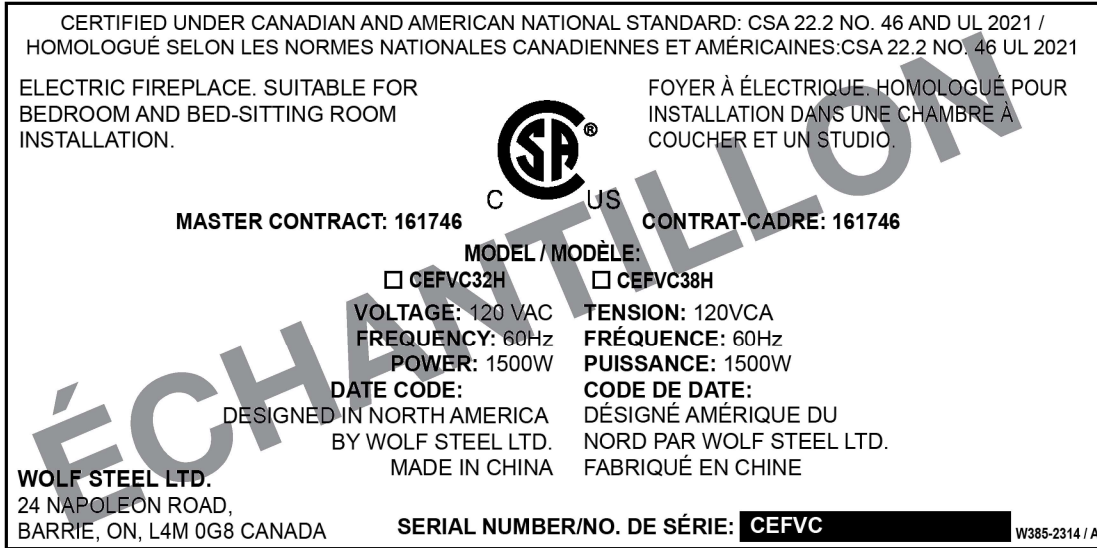 CERTIFIED UNDER CANADIAN AND AMERICAN NATIONAL STANDARD: CSA 22.2 NO. 46 AND UL 2021 /
HOMOLOGUÉ SELON LES NORMES NATIONALES CANADIENNES ET AMÉRICAINES:CSA 22.2 NO. 46 UL 2021
ELECTRIC FIREPLACE. SUITABLE FOR
BEDROOM AND BED-SITTING ROOM
INSTALLATION.
FOYER À ÉLECTRIQUE. HOMOLOGUÉ POUR
INSTALLATION DANS UNE CHAMBRE À
COUCHER ET UN STUDIO.
CSA ®
C US
MASTER CONTRACT: 161746 CONTRAT-CADRE: 161746
MODEL / MODÈLE:
☐ CEFVC32H ☐ CEFVC38H
VOLTAGE: 120 VAC TENSION: 120VCA
FREQUENCY: 60Hz FRÉQUENCE: 60Hz
POWER: 1500W PUISSANCE: 1500W
DATE CODE: CODE DE DATE:
DESIGNED IN NORTH AMERICA DÉSIGNÉ AMÉRIQUE DU
BY WOLF STEEL LTD. NORD PAR WOLF STEEL LTD.
MADE IN CHINA FABRIQUÉ EN CHINE
WOLF STEEL LTD.
24 NAPOLEON ROAD,
BARRIE, ON, L4M 0G8 CANADA
SERIAL NUMBER/NO. DE SÉRIE: CEFVC
W385-2314 / A
ÉCHANTILLON